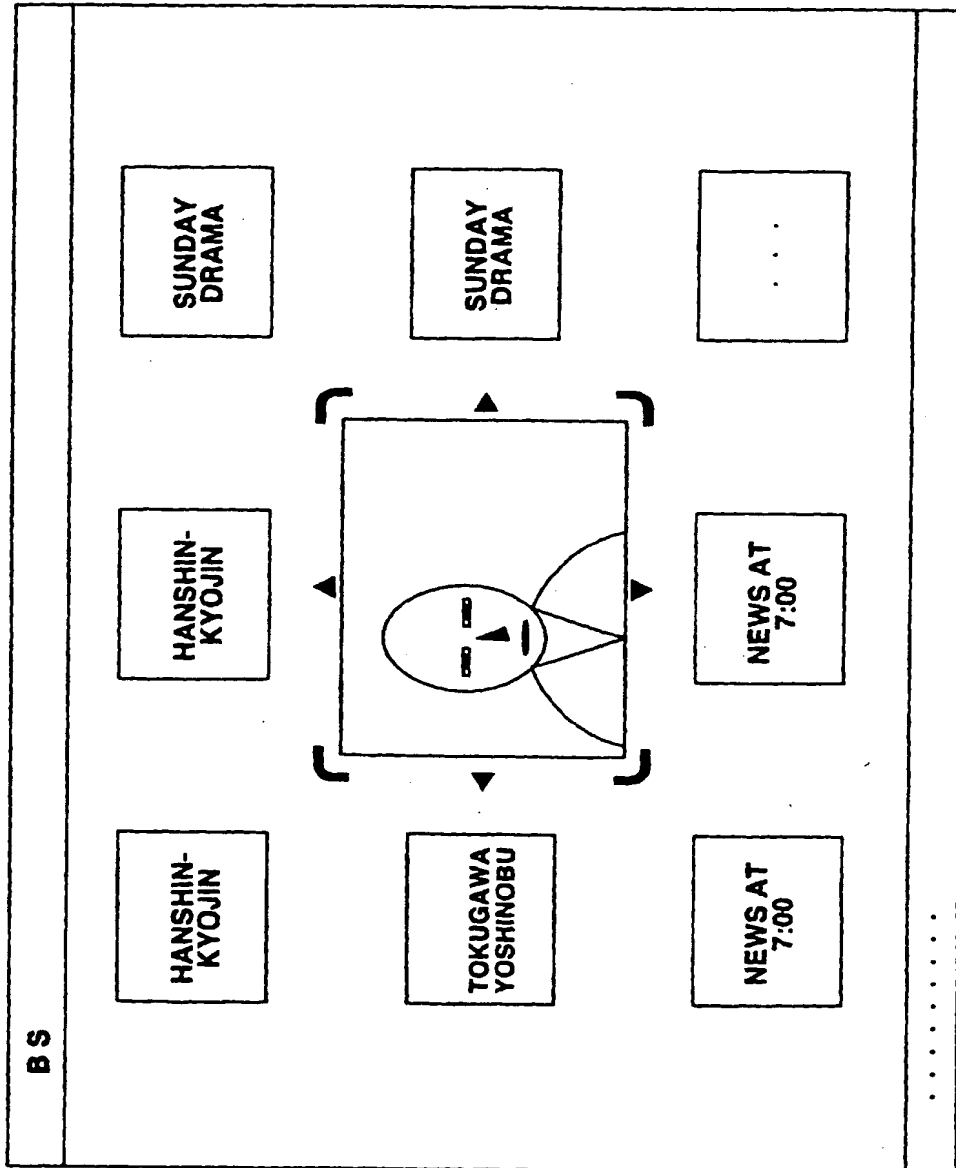 BS
HANSHIN-
KYOJIN
HANSHIN-
KYOJIN
SUNDAY
DRAMA
TOKUGAWA
YOSHINOBU
SUNDAY
DRAMA
NEWS AT
7:00
NEWS AT
7:00
. . .
. . . . . . . . . .